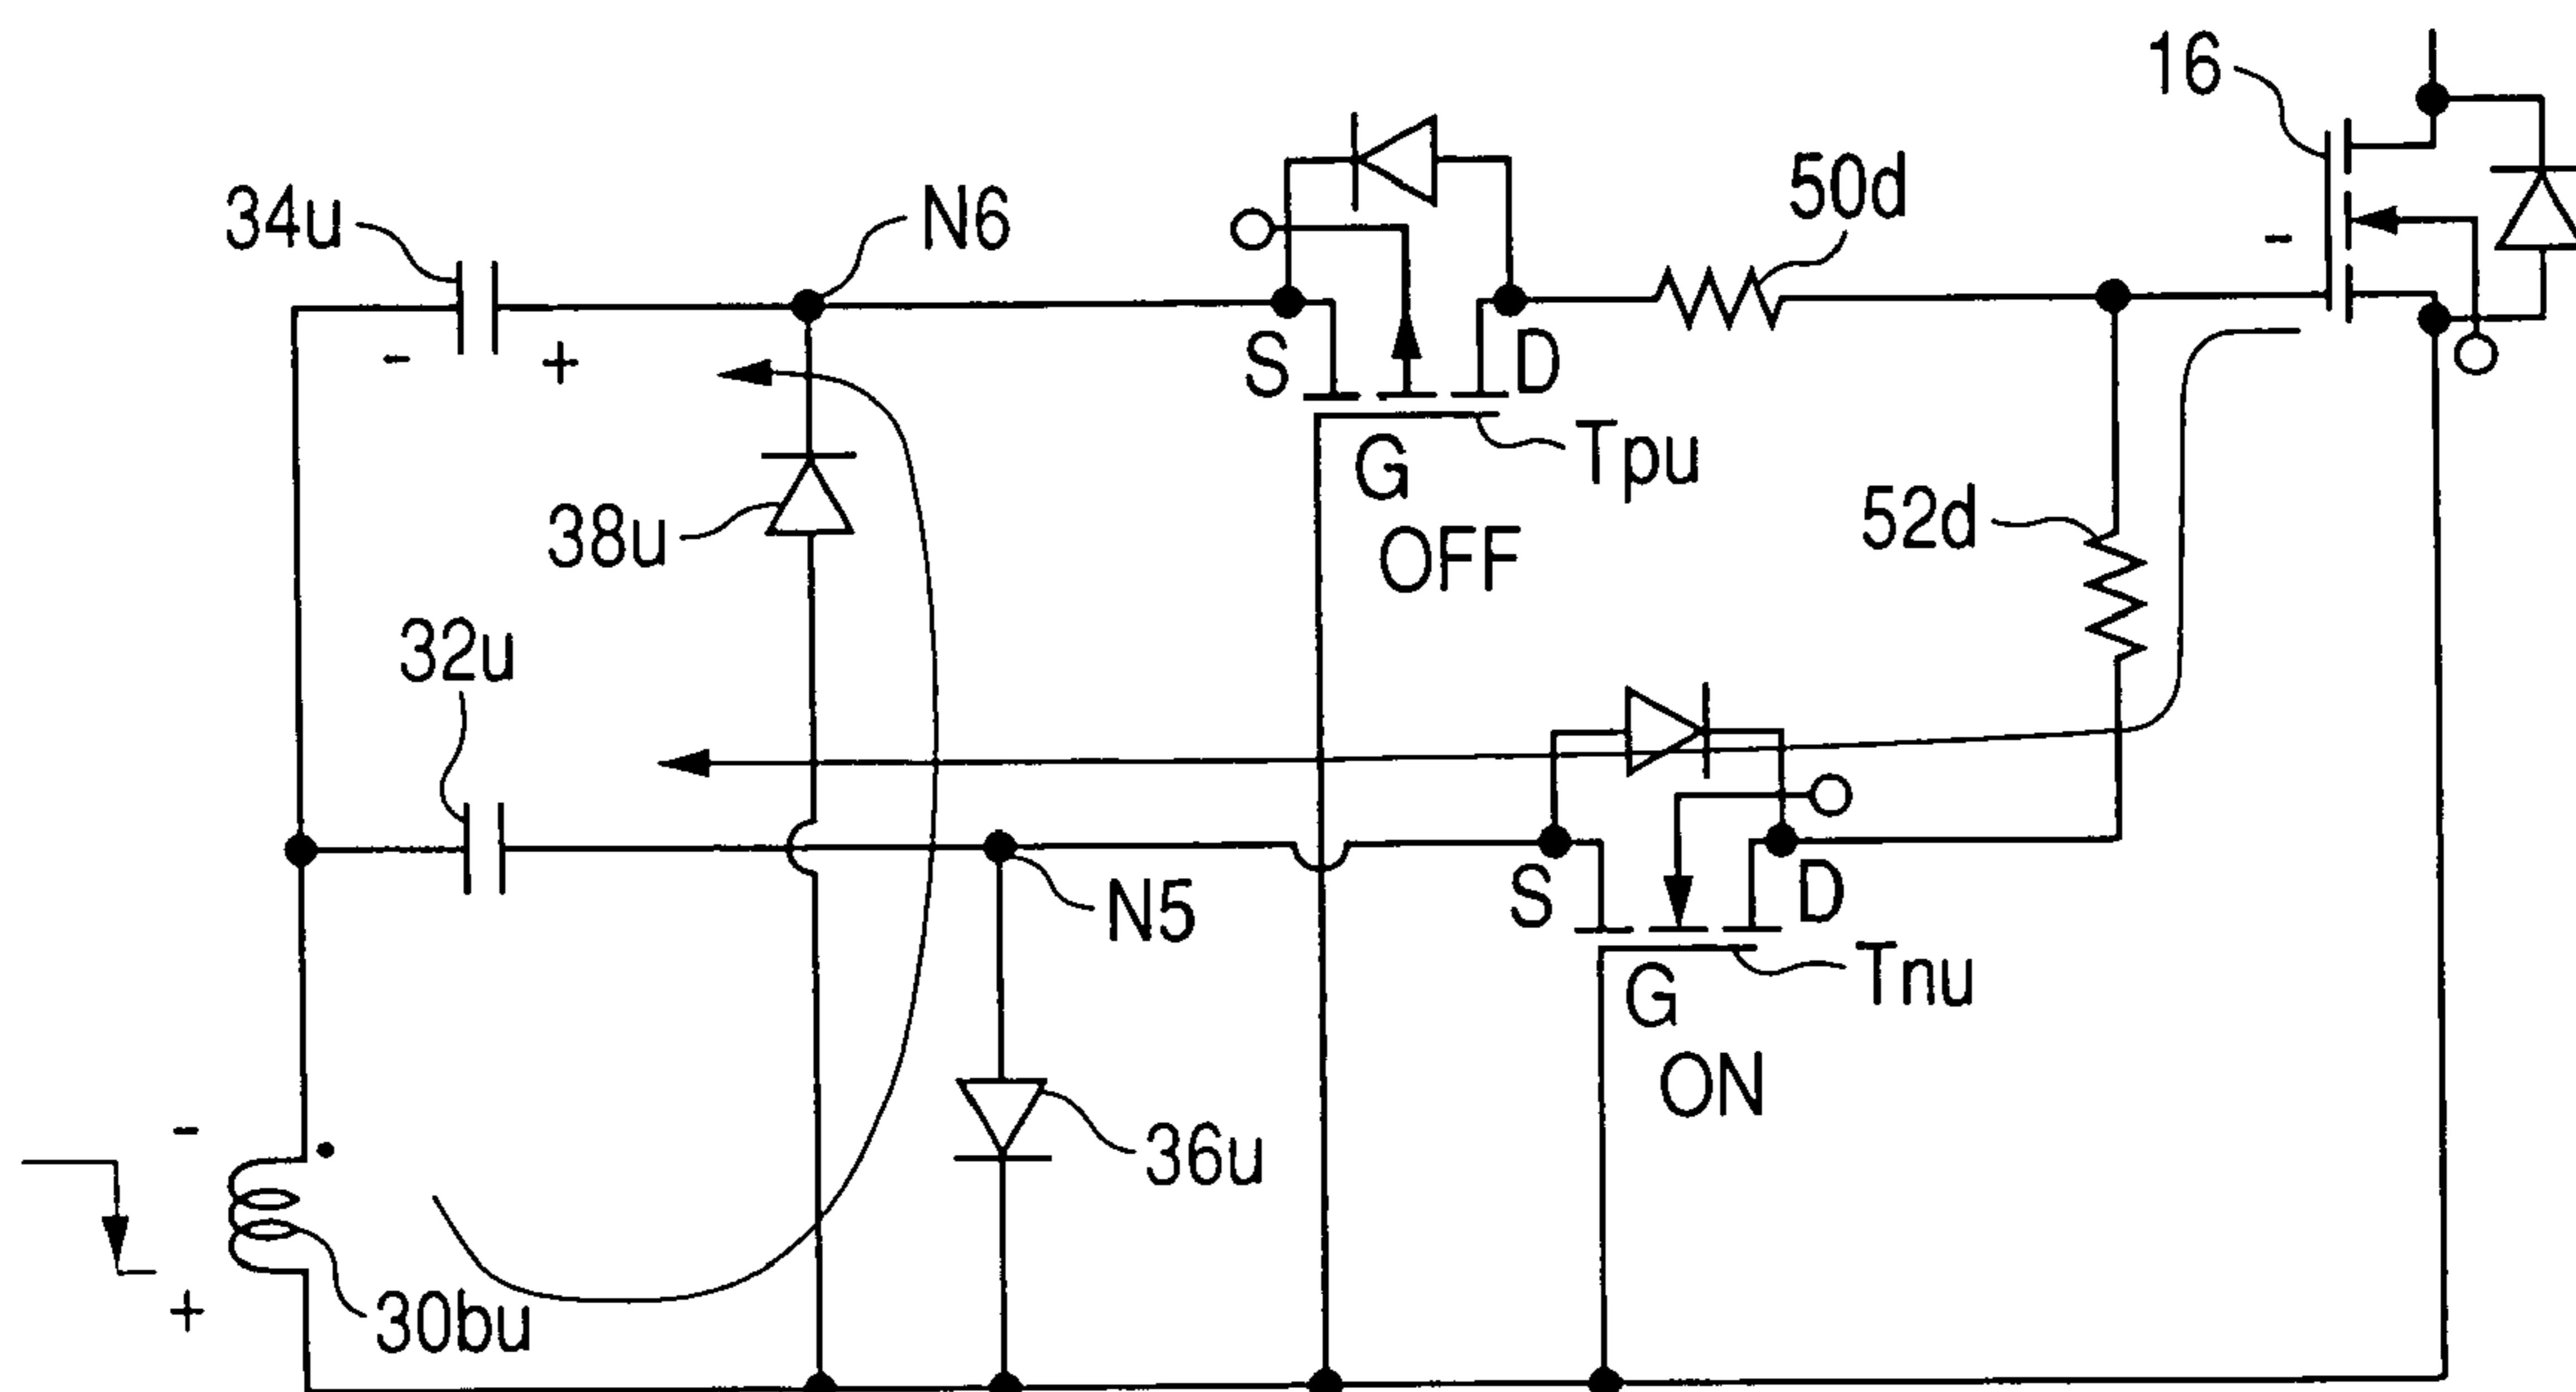 16
34u
N6
50d
-
-
+
S
D
G
Tpu
38u
OFF
52d
32u
S
D
N5
G
Tnu
ON
-
36u
+
30bu